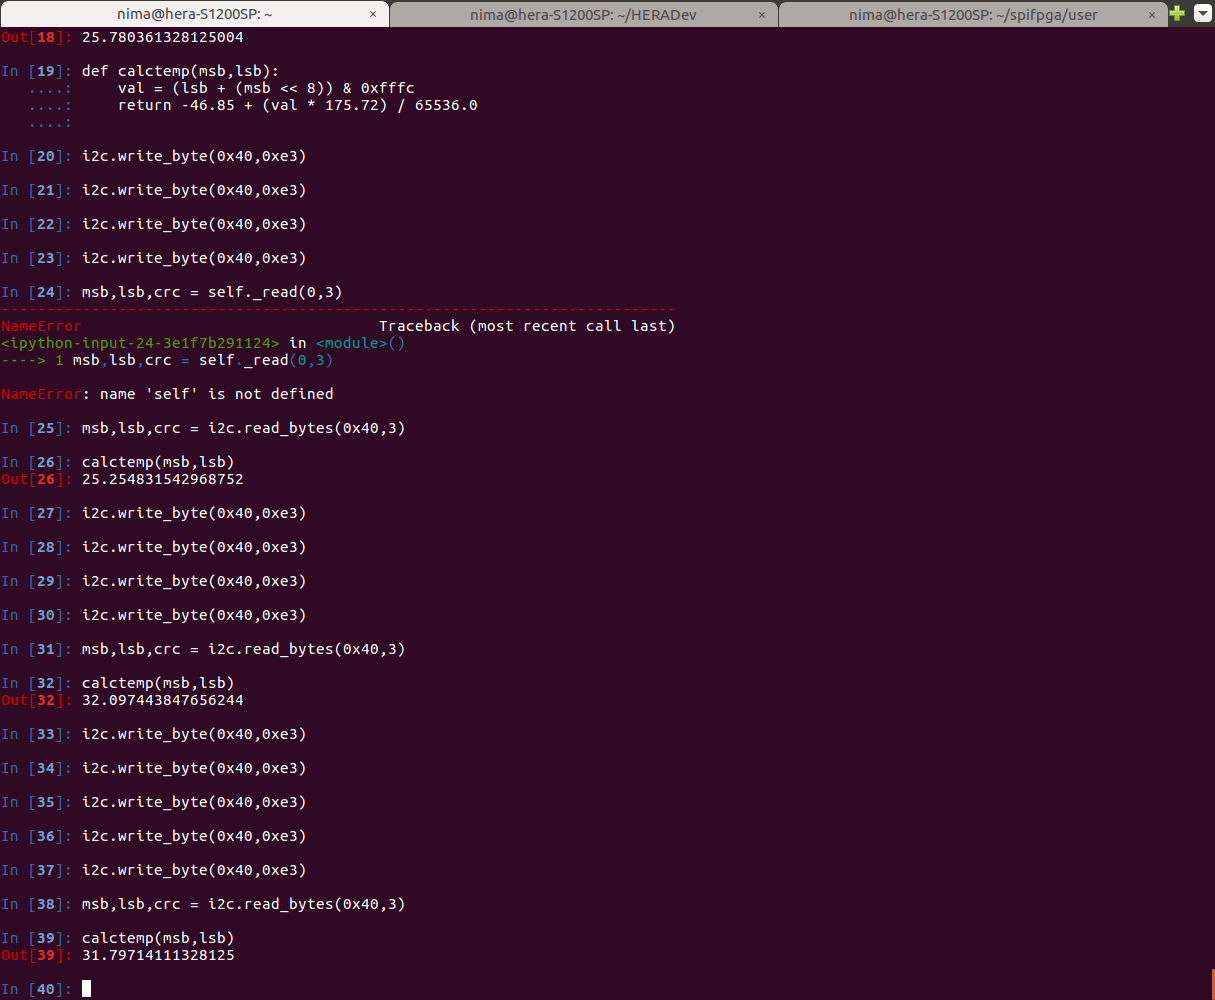 nima@hera-S1200SP: ~ × nima@hera-S1200SP: ~/HERADev × nima@hera-S1200SP: ~/spifpga/user ×
Out[18]: 25.780361328125004
In [19]: def calctemp(msb,lsb):
....: val = (lsb + (msb << 8)) & 0xfffc
....: return -46.85 + (val * 175.72) / 65536.0
....:
In [20]: i2c.write_byte(0x40,0xe3)
In [21]: i2c.write_byte(0x40,0xe3)
In [22]: i2c.write_byte(0x40,0xe3)
In [23]: i2c.write_byte(0x40,0xe3)
In [24]: msb,lsb,crc = self._read(0,3)
---------------------------------------------------------------------------
NameError Traceback (most recent call last)
<ipython-input-24-3e1f7b291124> in <module>()
----> 1 msb,lsb,crc = self._read(0,3)
NameError: name 'self' is not defined
In [25]: msb,lsb,crc = i2c.read_bytes(0x40,3)
In [26]: calctemp(msb,lsb)
Out[26]: 25.254831542968752
In [27]: i2c.write_byte(0x40,0xe3)
In [28]: i2c.write_byte(0x40,0xe3)
In [29]: i2c.write_byte(0x40,0xe3)
In [30]: i2c.write_byte(0x40,0xe3)
In [31]: msb,lsb,crc = i2c.read_bytes(0x40,3)
In [32]: calctemp(msb,lsb)
Out[32]: 32.097443847656244
In [33]: i2c.write_byte(0x40,0xe3)
In [34]: i2c.write_byte(0x40,0xe3)
In [35]: i2c.write_byte(0x40,0xe3)
In [36]: i2c.write_byte(0x40,0xe3)
In [37]: i2c.write_byte(0x40,0xe3)
In [38]: msb,lsb,crc = i2c.read_bytes(0x40,3)
In [39]: calctemp(msb,lsb)
Out[39]: 31.79714111328125
In [40]: